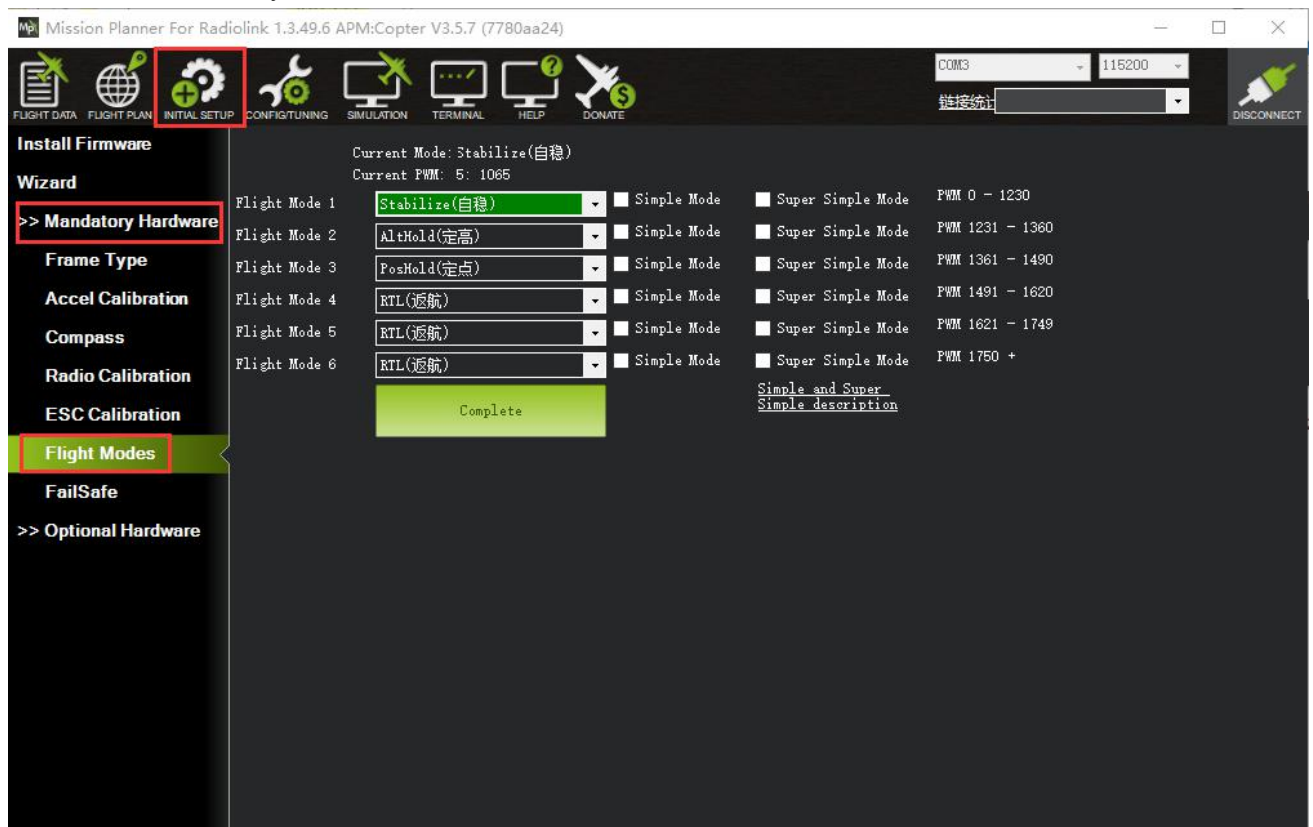 Mission Planner For Radiolink 1.3.49.6 APM:Copter V3.5.7 (7780aa24)
FLIGHT DATA FLIGHT PLAN INITIAL SETUP CONFIG/TUNING SIMULATION TERMINAL HELP DONATE
COM3 115200
链接统计
DISCONNECT
Install Firmware
Wizard
>> Mandatory Hardware
Frame Type
Accel Calibration
Compass
Radio Calibration
ESC Calibration
Flight Modes
FailSafe
>> Optional Hardware
Current Mode: Stabilize(自稳)
Current PWM: 5: 1065
Flight Mode 1 Stabilize(自稳) Simple Mode Super Simple Mode PWM 0 - 1230
Flight Mode 2 AltHold(定高) Simple Mode Super Simple Mode PWM 1231 - 1360
Flight Mode 3 PosHold(定点) Simple Mode Super Simple Mode PWM 1361 - 1490
Flight Mode 4 RTL(返航) Simple Mode Super Simple Mode PWM 1491 - 1620
Flight Mode 5 RTL(返航) Simple Mode Super Simple Mode PWM 1621 - 1749
Flight Mode 6 RTL(返航) Simple Mode Super Simple Mode PWM 1750 +
Complete
Simple and Super
Simple description